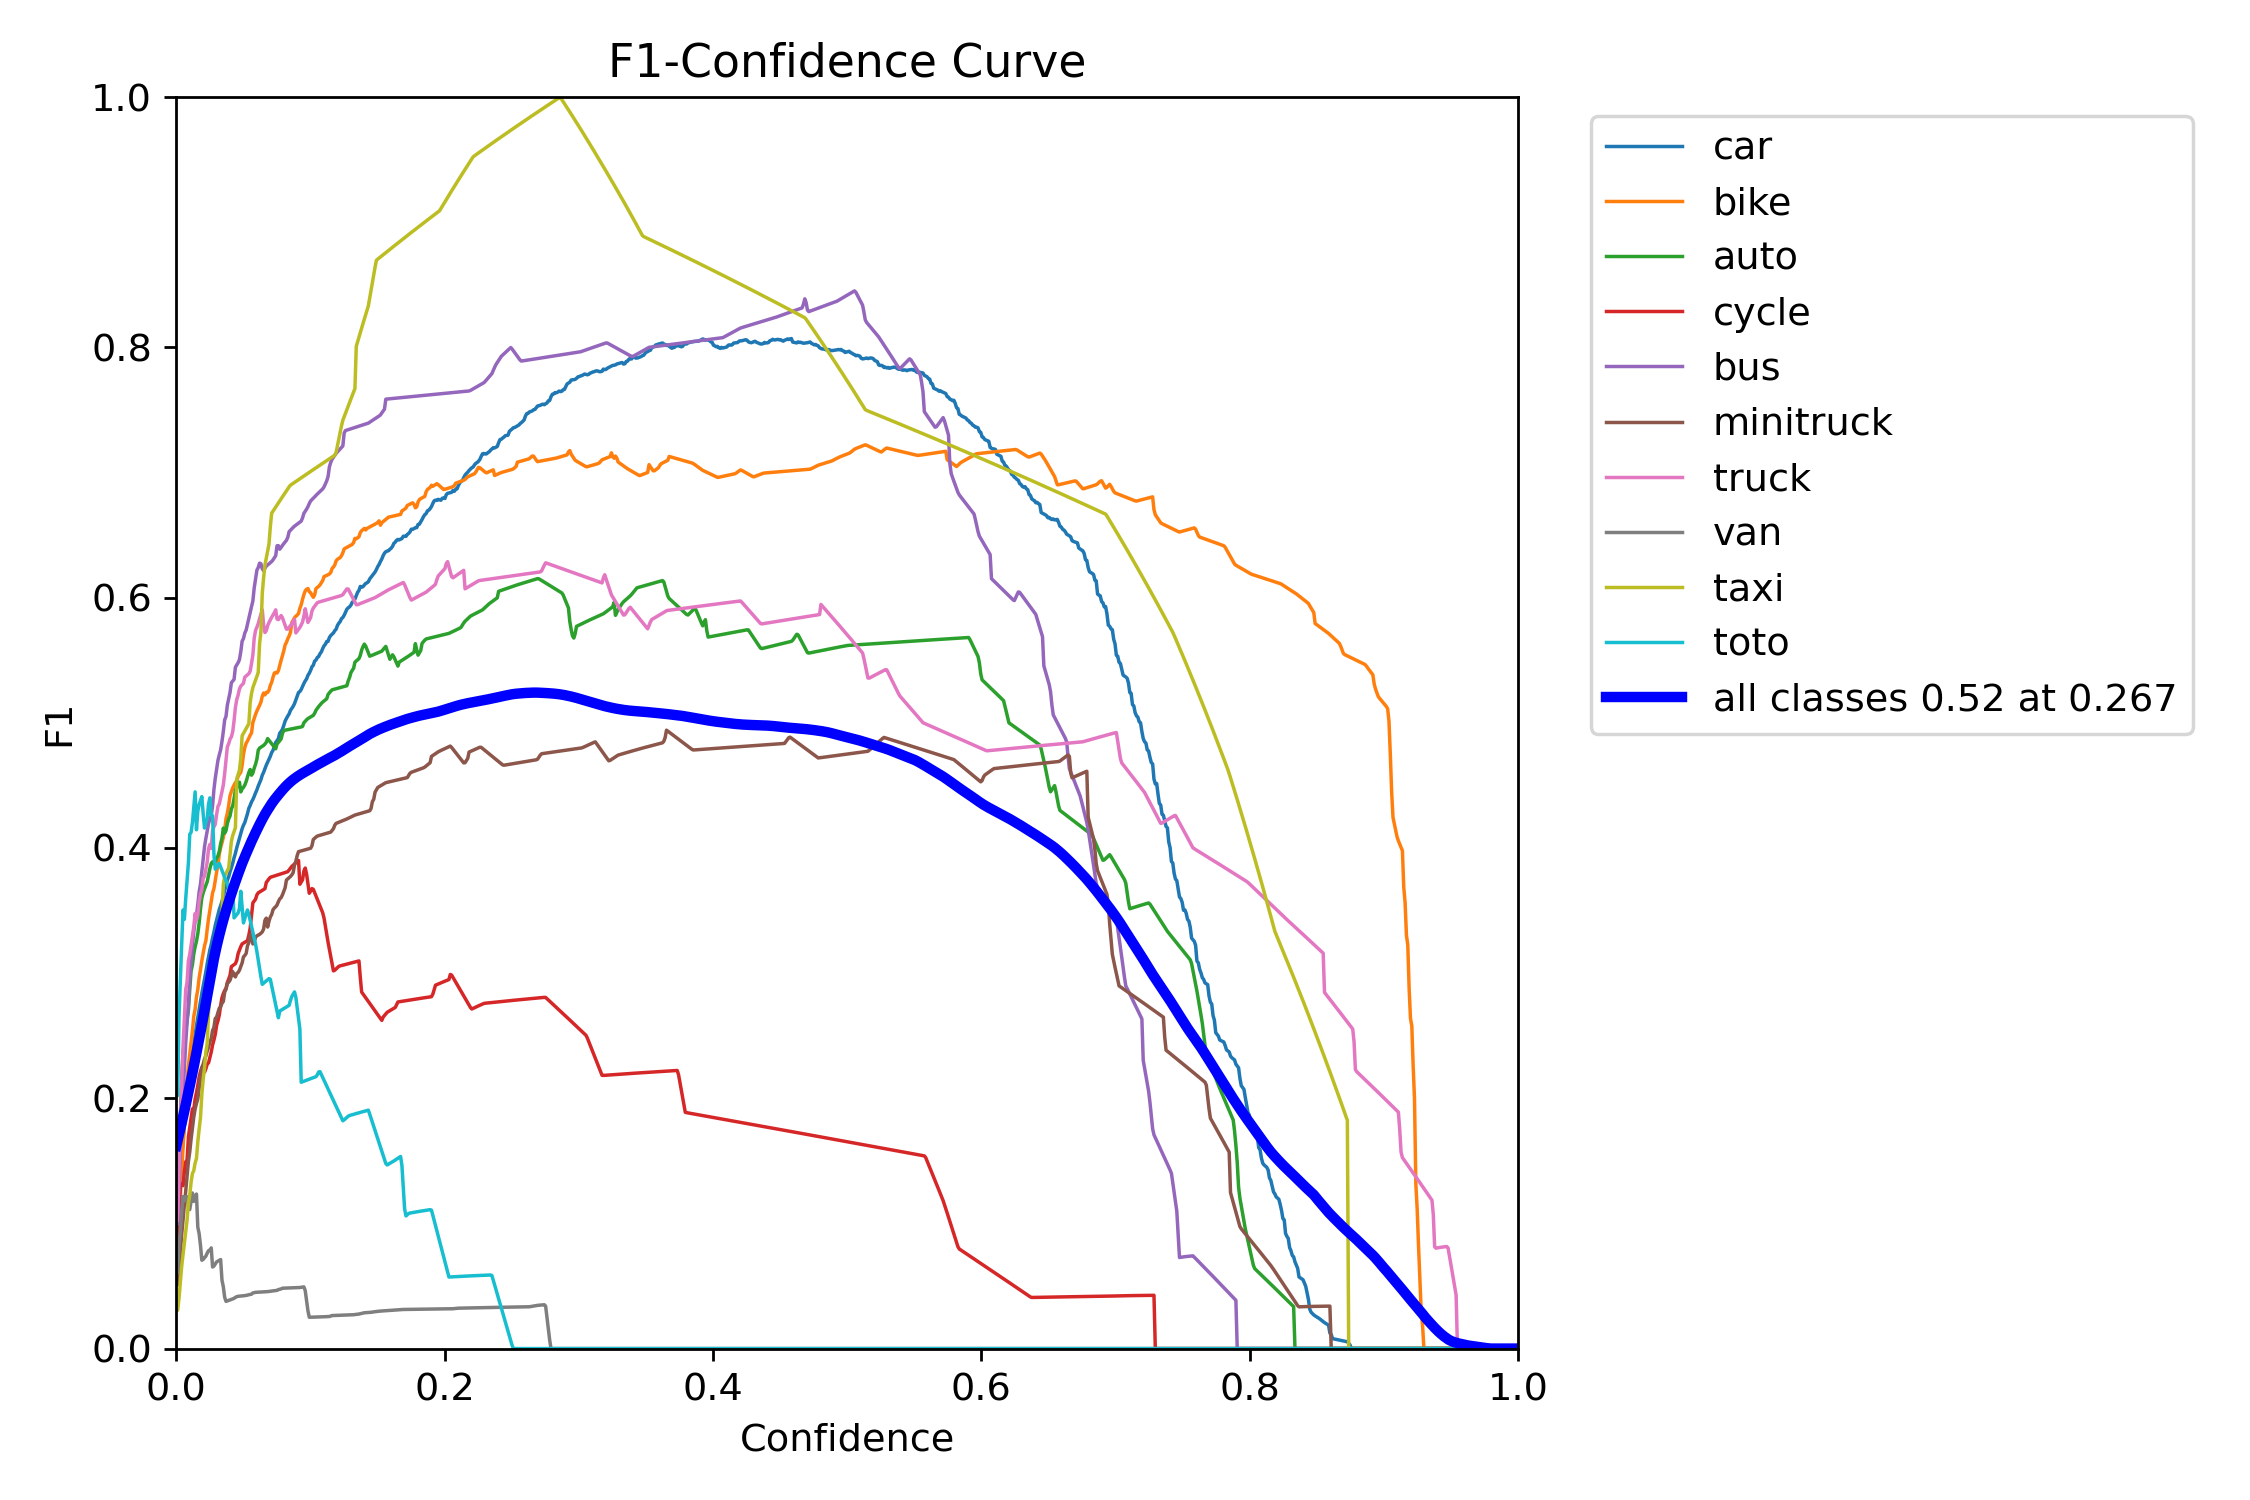 F1-Confidence Curve
1.0
0.8
0.6
0.4
0.2
0.0
F1
0.0 0.2 0.4 0.6 0.8 1.0
Confidence
car
bike
auto
cycle
bus
minitruck
truck
van
taxi
toto
all classes 0.52 at 0.267